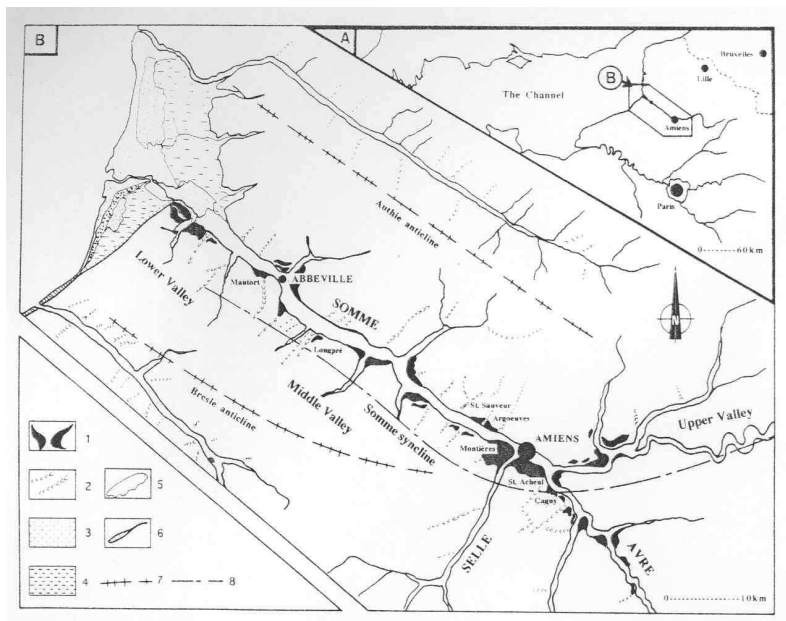 B
A
Bruxelles
Lille
B
The Channel
Amiens
Paris
0 60 km
Authie anticline
Lower Valley
Mautort
ABBEVILLE
SOMME
N
Longpré
Bresle anticline
Middle Valley
Somme syncline
St. Sauveur
Argoeuves
Upper Valley
Montières
AMIENS
St. Acheul
Cagny
SELLE
AVRE
1
2
5
3
6
4
7
8
0 10 km